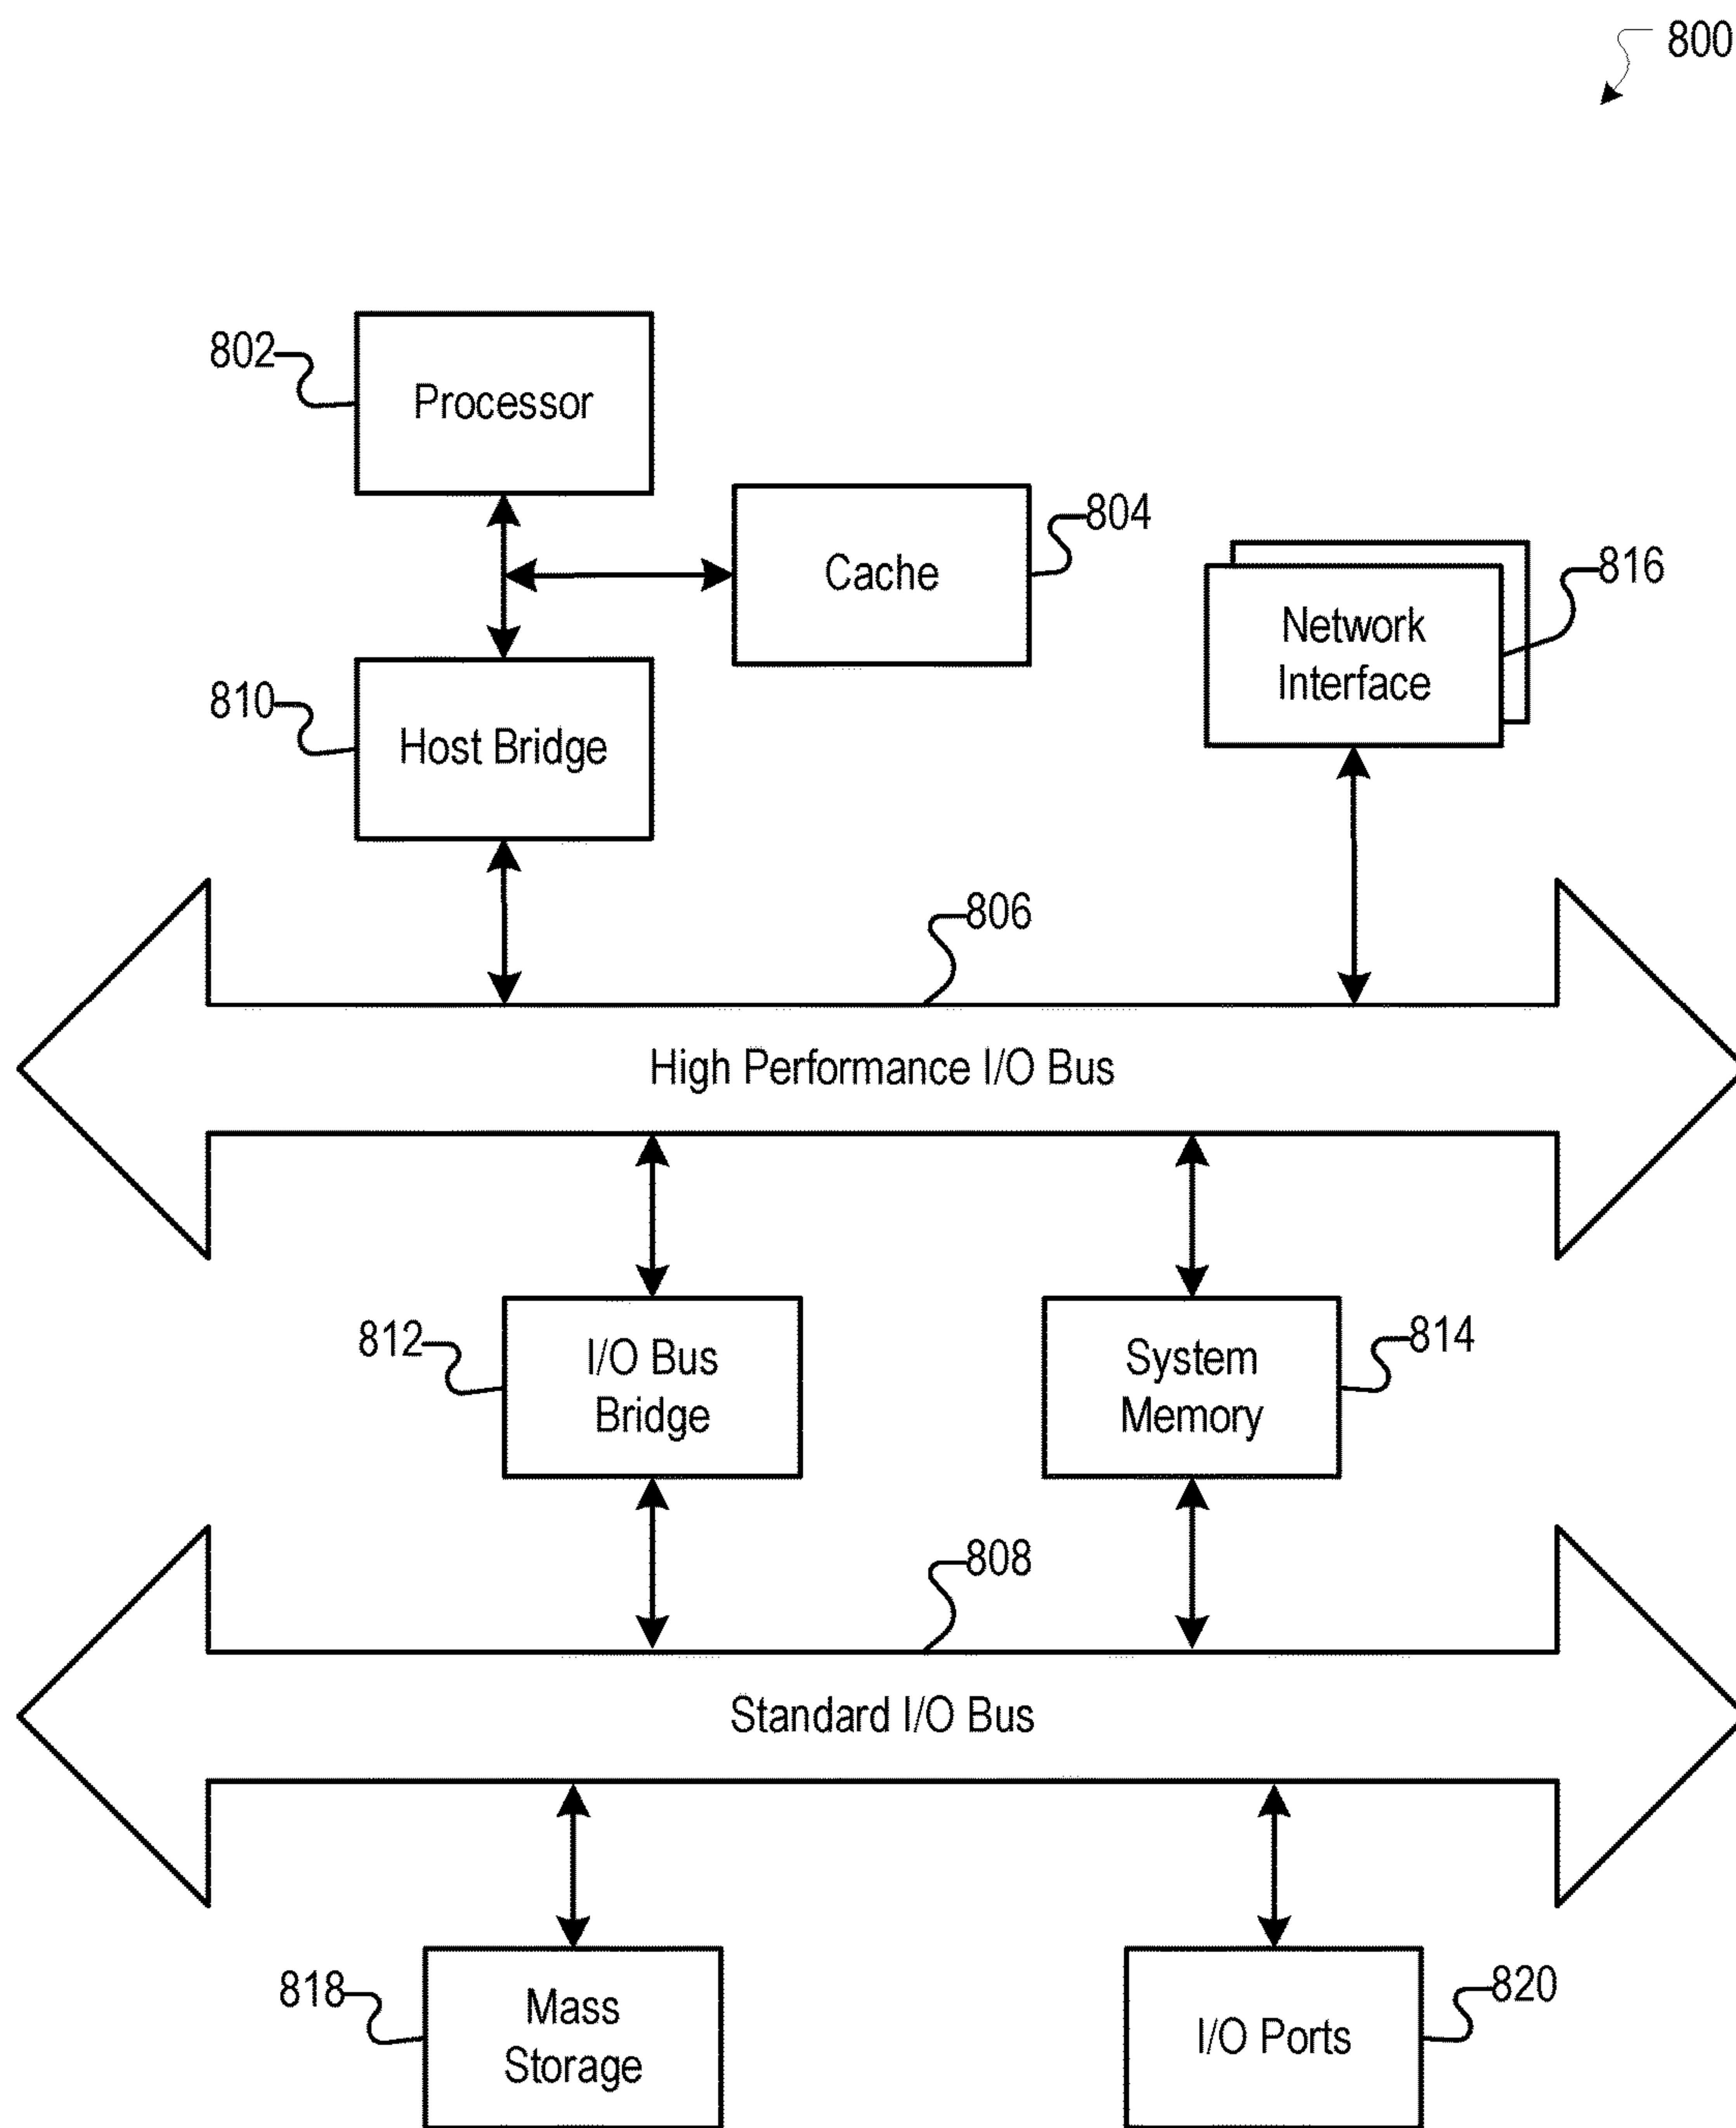 800
802
Processor
804
Cache
816
Network
Interface
810
Host Bridge
806
High Performance I/O Bus
812
I/O Bus
Bridge
System
Memory
814
808
Standard I/O Bus
818
Mass
Storage
I/O Ports
820